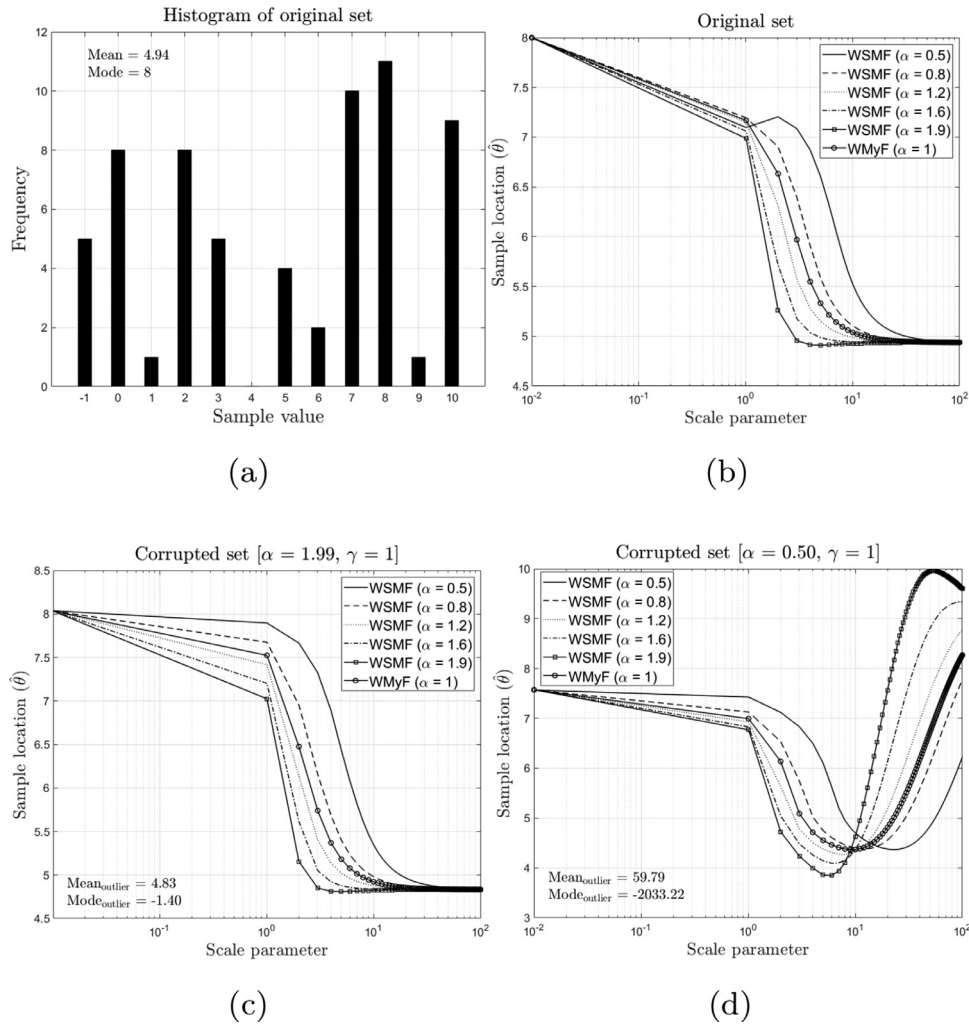 Histogram of original set
Mean = 4.94
Mode = 8
Frequency
12
10
8
6
4
2
0
-1 0 1 2 3 4 5 6 7 8 9 10
Sample value
(a)
Original set
WSMF (α = 0.5)
WSMF (α = 0.8)
WSMF (α = 1.2)
WSMF (α = 1.6)
WSMF (α = 1.9)
WMyF (α = 1)
Sample location (θ̂)
8
7.5
7
6.5
6
5.5
5
4.5
10⁻² 10⁻¹ 10⁰ 10¹ 10²
Scale parameter
(b)
Corrupted set [α = 1.99, γ = 1]
WSMF (α = 0.5)
WSMF (α = 0.8)
WSMF (α = 1.2)
WSMF (α = 1.6)
WSMF (α = 1.9)
WMyF (α = 1)
Sample location (θ̂)
8.5
8
7.5
7
6.5
6
5.5
5
4.5
Mean_outlier = 4.83
Mode_outlier = -1.40
10⁻¹ 10⁰ 10¹ 10²
Scale parameter
(c)
Corrupted set [α = 0.50, γ = 1]
WSMF (α = 0.5)
WSMF (α = 0.8)
WSMF (α = 1.2)
WSMF (α = 1.6)
WSMF (α = 1.9)
WMyF (α = 1)
Sample location (θ̂)
10
9
8
7
6
5
4
3
Mean_outlier = 59.79
Mode_outlier = -2033.22
10⁻² 10⁻¹ 10⁰ 10¹ 10²
Scale parameter
(d)